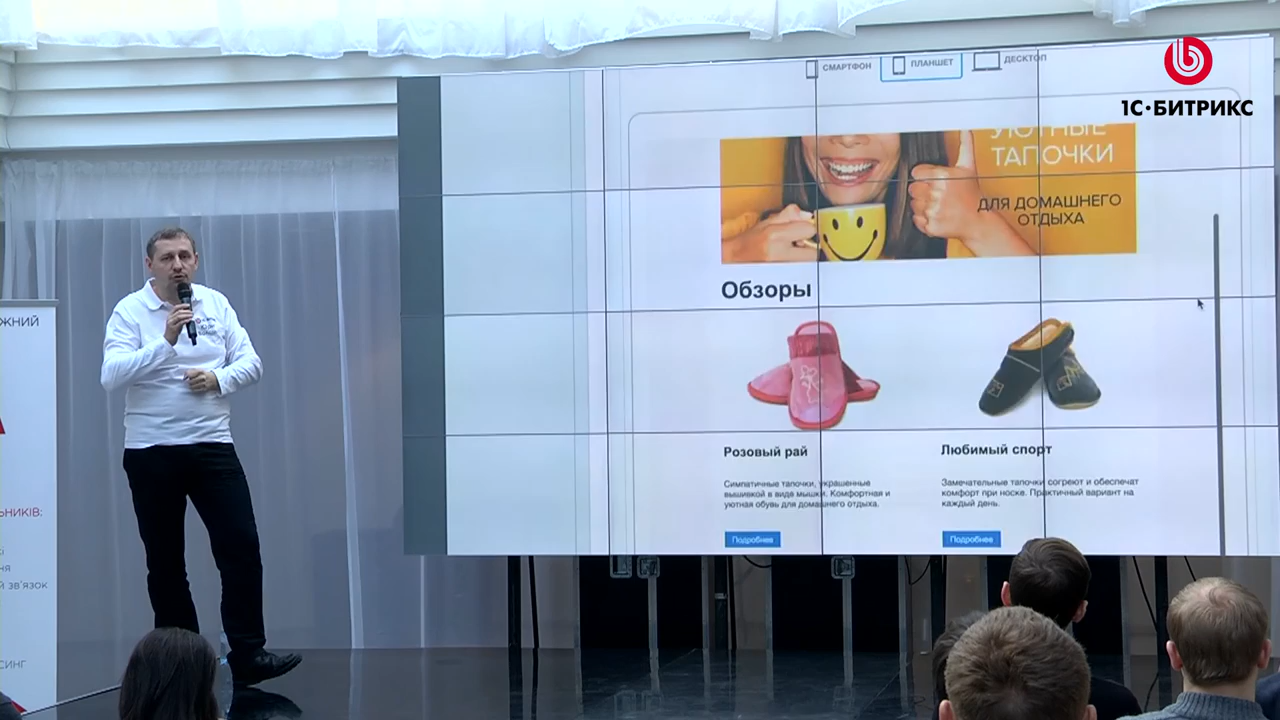 СМАРТФОН
ПЛАНШЕТ
ДЕСКТОП
1С·БИТРИКС
УЮТНЫЕ
ТАПОЧКИ
ДЛЯ ДОМАШНЕГО
ОТДЫХА
Обзоры
Розовый рай
Симпатичные тапочки, украшенные
вышивкой в виде мышки. Комфортная и
уютная обувь для домашнего отдыха.
Подробнее
Любимый спорт
Замечательные тапочки согреют и обеспечат
комфорт при носке. Практичный вариант на
каждый день.
Подробнее
ЖНИЙ
ЬНИКІВ:
ня
й зв'язок
СИНГ